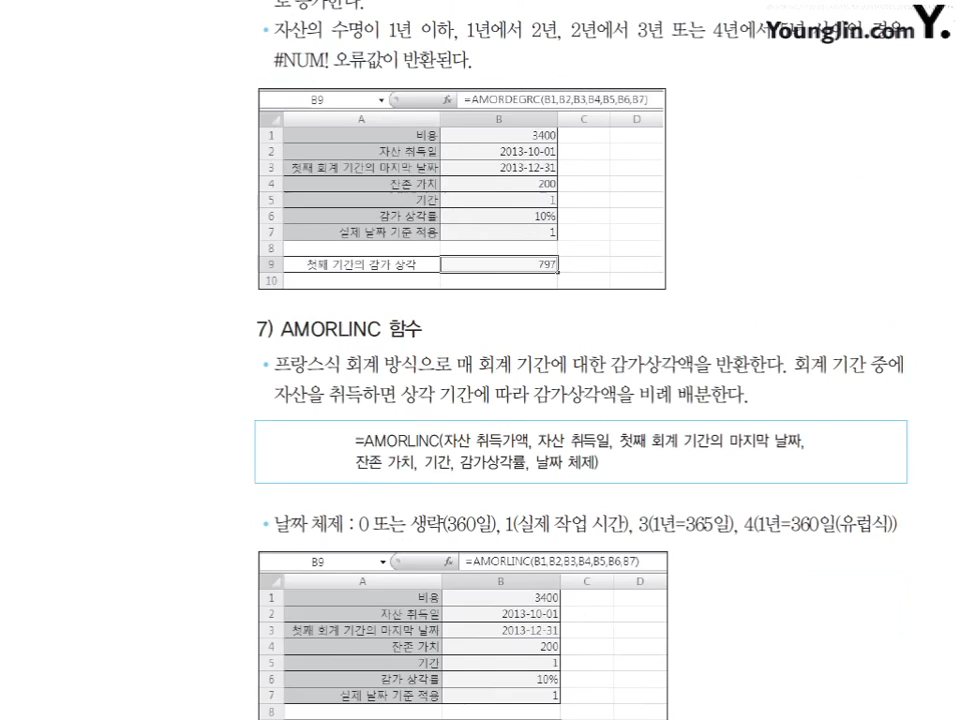 로 증가한다.
• 자산의 수명이 1년 이하, 1년에서 2년, 2년에서 3년 또는 4년에서
YoungJin.com Y.
#NUM! 오류값이 반환된다.
B9 fx =AMORDEGRC(B1,B2,B3,B4,B5,B6,B7)
A B C D
1 비용 3400
2 자산 취득일 2013-10-01
3 첫째 회계 기간의 마지막 날짜 2013-12-31
4 잔존 가치 200
5 기간 1
6 감가 상각률 10%
7 실제 날짜 기준 적용 1
8
9 첫째 기간의 감가 상각 797
10
7) AMORLINC 함수
• 프랑스식 회계 방식으로 매 회계 기간에 대한 감가상각액을 반환한다. 회계 기간 중에
자산을 취득하면 상각 기간에 따라 감가상각액을 비례 배분한다.
=AMORLINC(자산 취득가액, 자산 취득일, 첫째 회계 기간의 마지막 날짜,
잔존 가치, 기간, 감가상각률, 날짜 체제)
• 날짜 체제 : 0 또는 생략(360일), 1(실제 작업 시간), 3(1년=365일), 4(1년=360일(유럽식))
B9 fx =AMORLINC(B1,B2,B3,B4,B5,B6,B7)
A B C D
1 비용 3400
2 자산 취득일 2013-10-01
3 첫째 회계 기간의 마지막 날짜 2013-12-31
4 잔존 가치 200
5 기간 1
6 감가 상각률 10%
7 실제 날짜 기준 적용 1
8